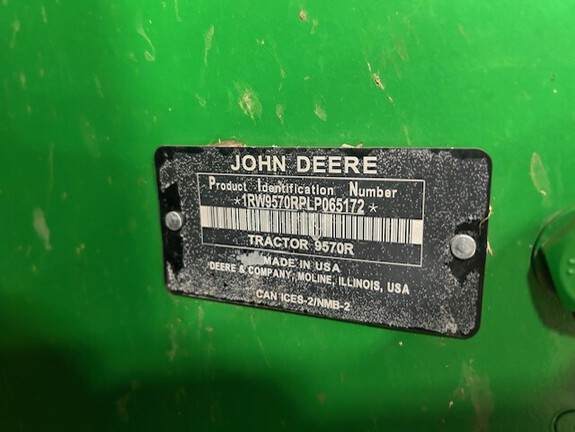 JOHN DEERE
Product Identification Number
*1RW9570RPLP065172*
TRACTOR 9570R
MADE IN USA
DEERE & COMPANY, MOLINE, ILLINOIS, USA
CAN ICES-2/NMB-2